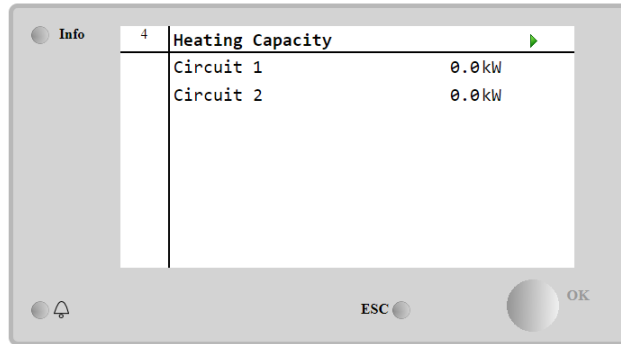 Info
4 Heating Capacity
Circuit 1 0.0kW
Circuit 2 0.0kW
ESC
OK